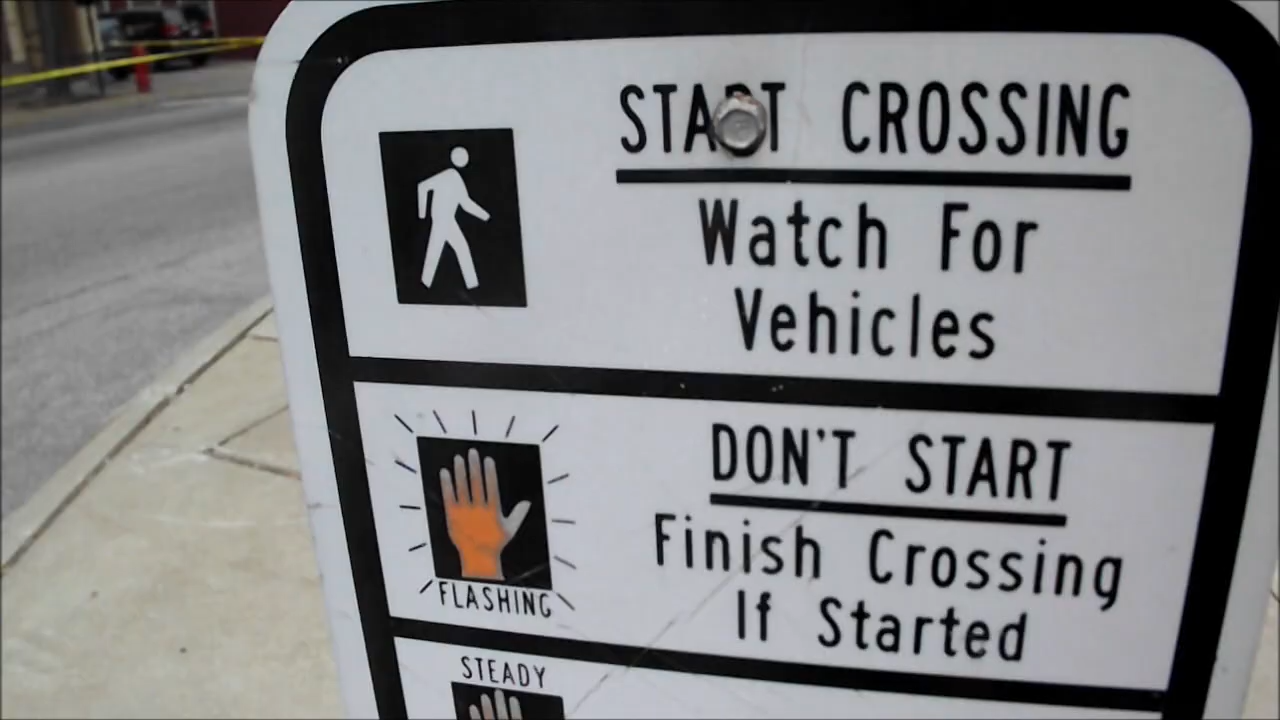 START CROSSING
Watch For
Vehicles
DON'T START
Finish Crossing
If Started
FLASHING
STEADY